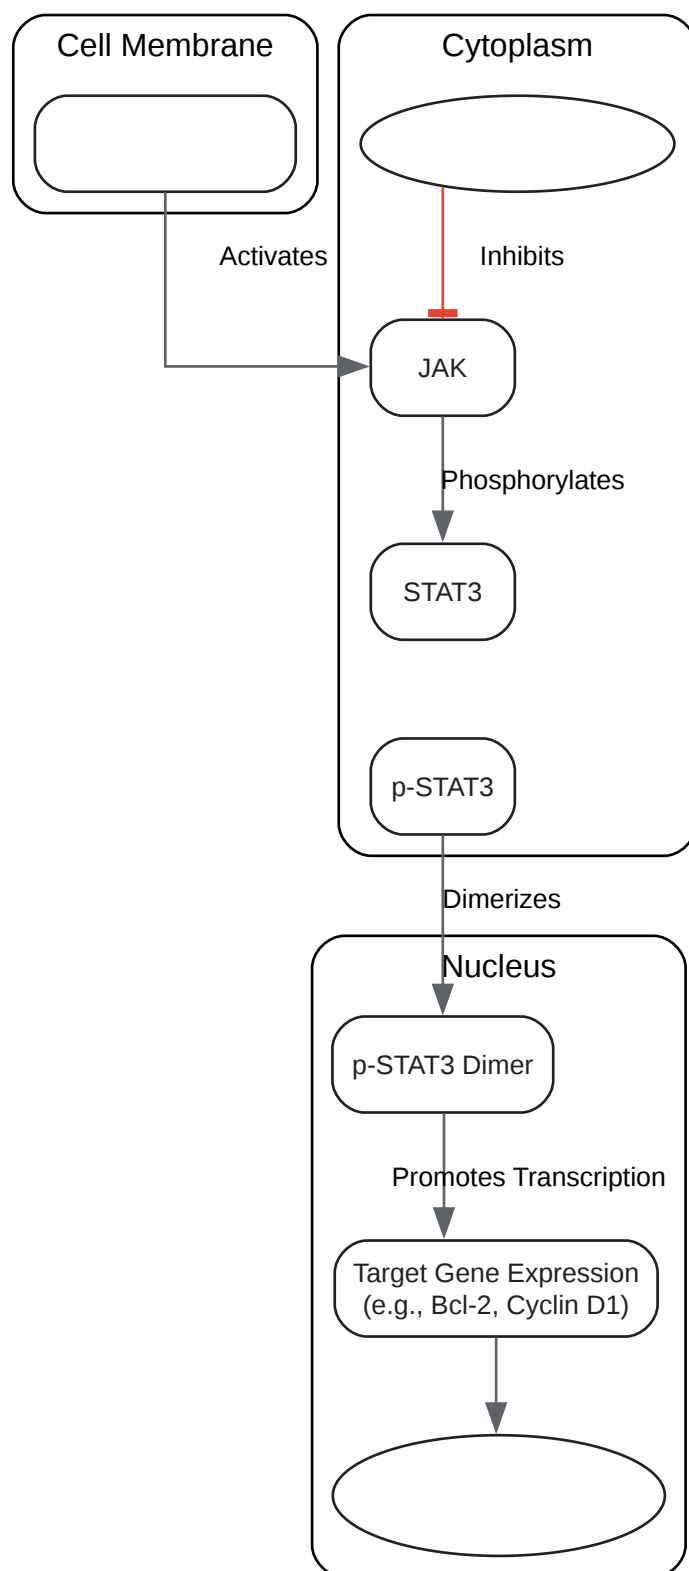 Cell Membrane
Cytoplasm
Activates
Inhibits
JAK
Phosphorylates
STAT3
p-STAT3
Dimerizes
Nucleus
p-STAT3 Dimer
Promotes Transcription
Target Gene Expression
(e.g., Bcl-2, Cyclin D1)